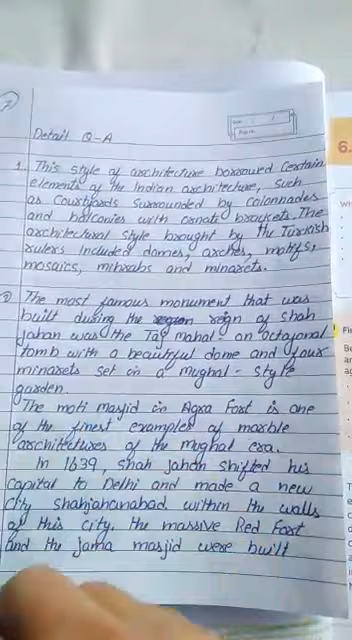 Detail Q-A
1. This style of architecture borrowed certain
elements of the Indian architecture, such
as Courtyards Surrounded by Colonnades
and balconies with ornate brackets. The
architectural style brought by the Turkish
rulers included domes, arches, motifs,
mosaics, mihrabs and minarets.
2 The most famous monument that was
built during the region reign of Shah
Jahan was the Taj Mahal - an octagonal
tomb with a beautiful dome and four
minarets set in a mughal - style
garden.
The moti masjid in Agra Fort is one
of the finest examples of marble
architectures of the Mughal era.
In 1639, shah jahan shifted his
capital to Delhi and made a new
city shahjahanabad within the walls
of this city. the massive Red Fort
and the jama masjid were built
6.